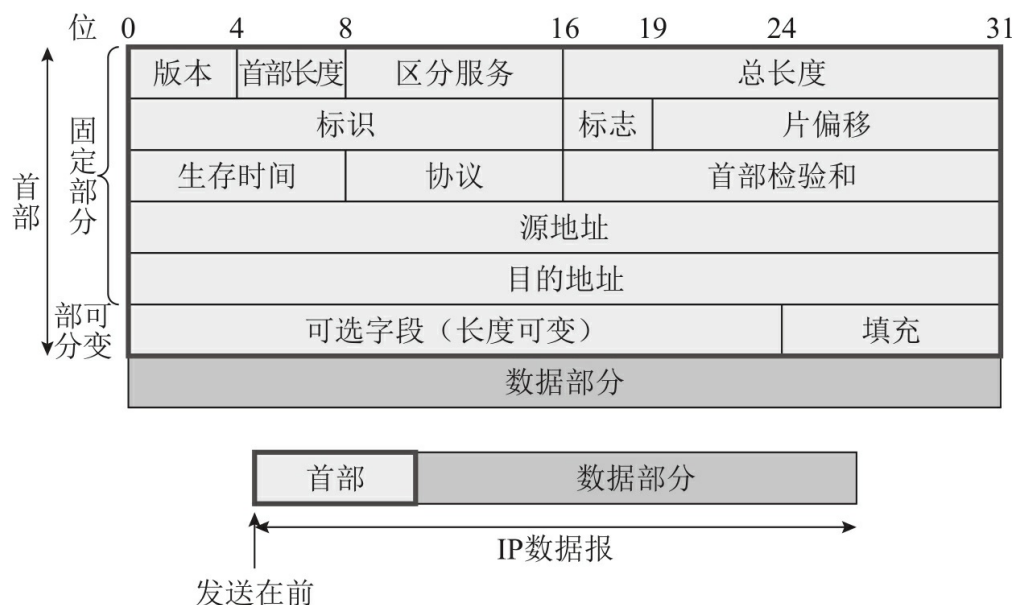 位 0 4 8 16 19 24 31
版本 首部长度 区分服务 总长度
标识 标志 片偏移
生存时间 协议 首部检验和
源地址
目的地址
可选字段（长度可变） 填充
数据部分
首部
固定部分
可变部分
首部 数据部分
IP数据报
发送在前